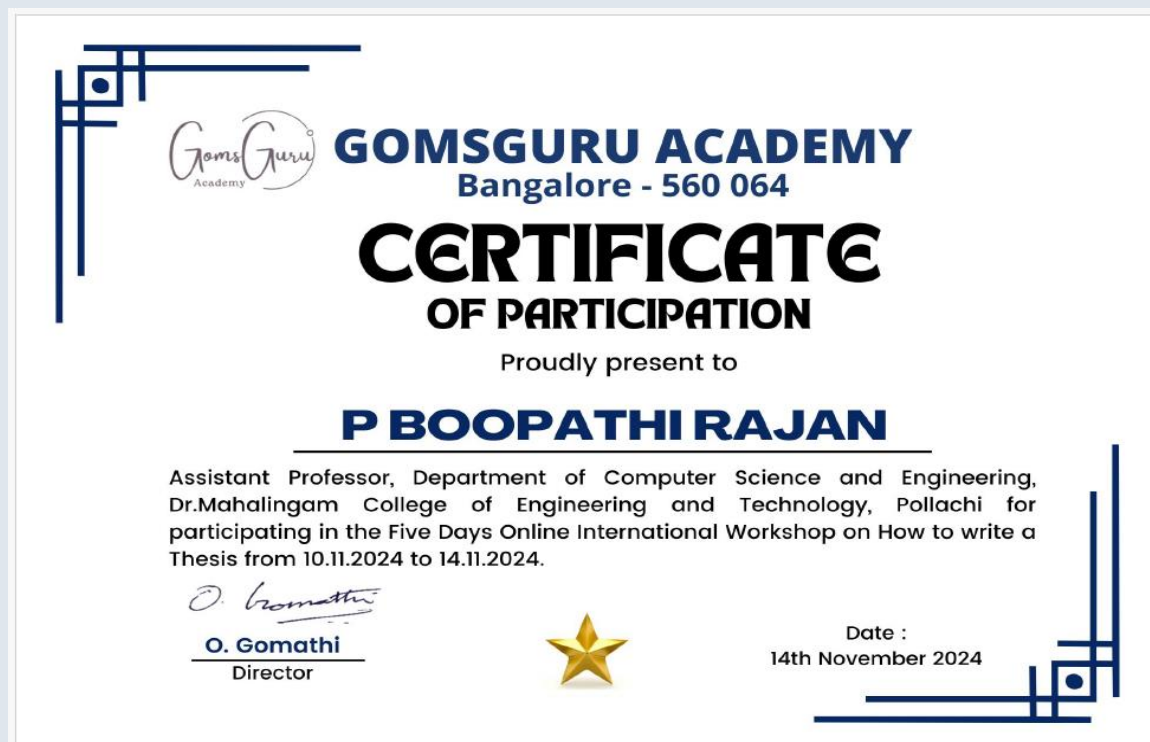 GomsGuru
Academy
GOMSGURU ACADEMY
Bangalore - 560 064
CERTIFICATE
OF PARTICIPATION
Proudly present to
P BOOPATHI RAJAN
Assistant Professor, Department of Computer Science and Engineering,
Dr.Mahalingam College of Engineering and Technology, Pollachi for
participating in the Five Days Online International Workshop on How to write a
Thesis from 10.11.2024 to 14.11.2024.
O. Gomathi
O. Gomathi
Director
Date :
14th November 2024